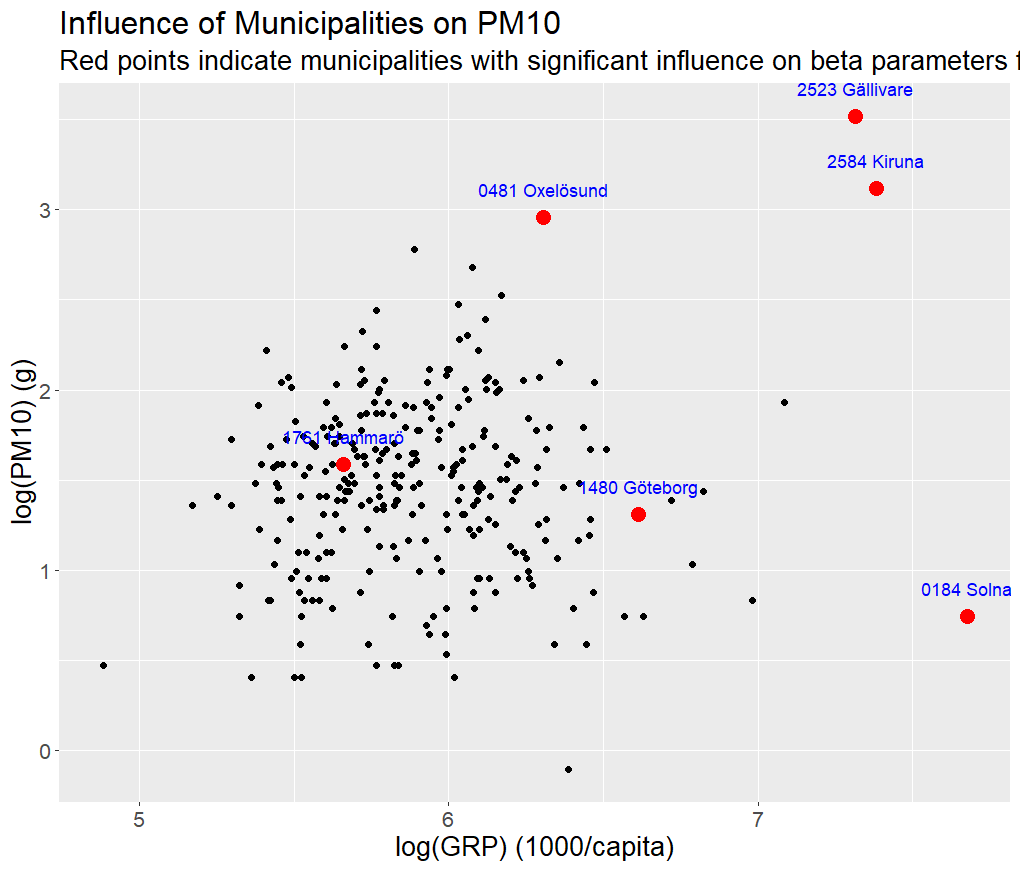 Influence of Municipalities on PM10
Red points indicate municipalities with significant influence on beta parameters f
2523 Gällivare
2584 Kiruna
0481 Oxelösund
1761 Hammarö
1480 Göteborg
0184 Solna
log(PM10) (g)
3
2
1
0
5
6
7
log(GRP) (1000/capita)